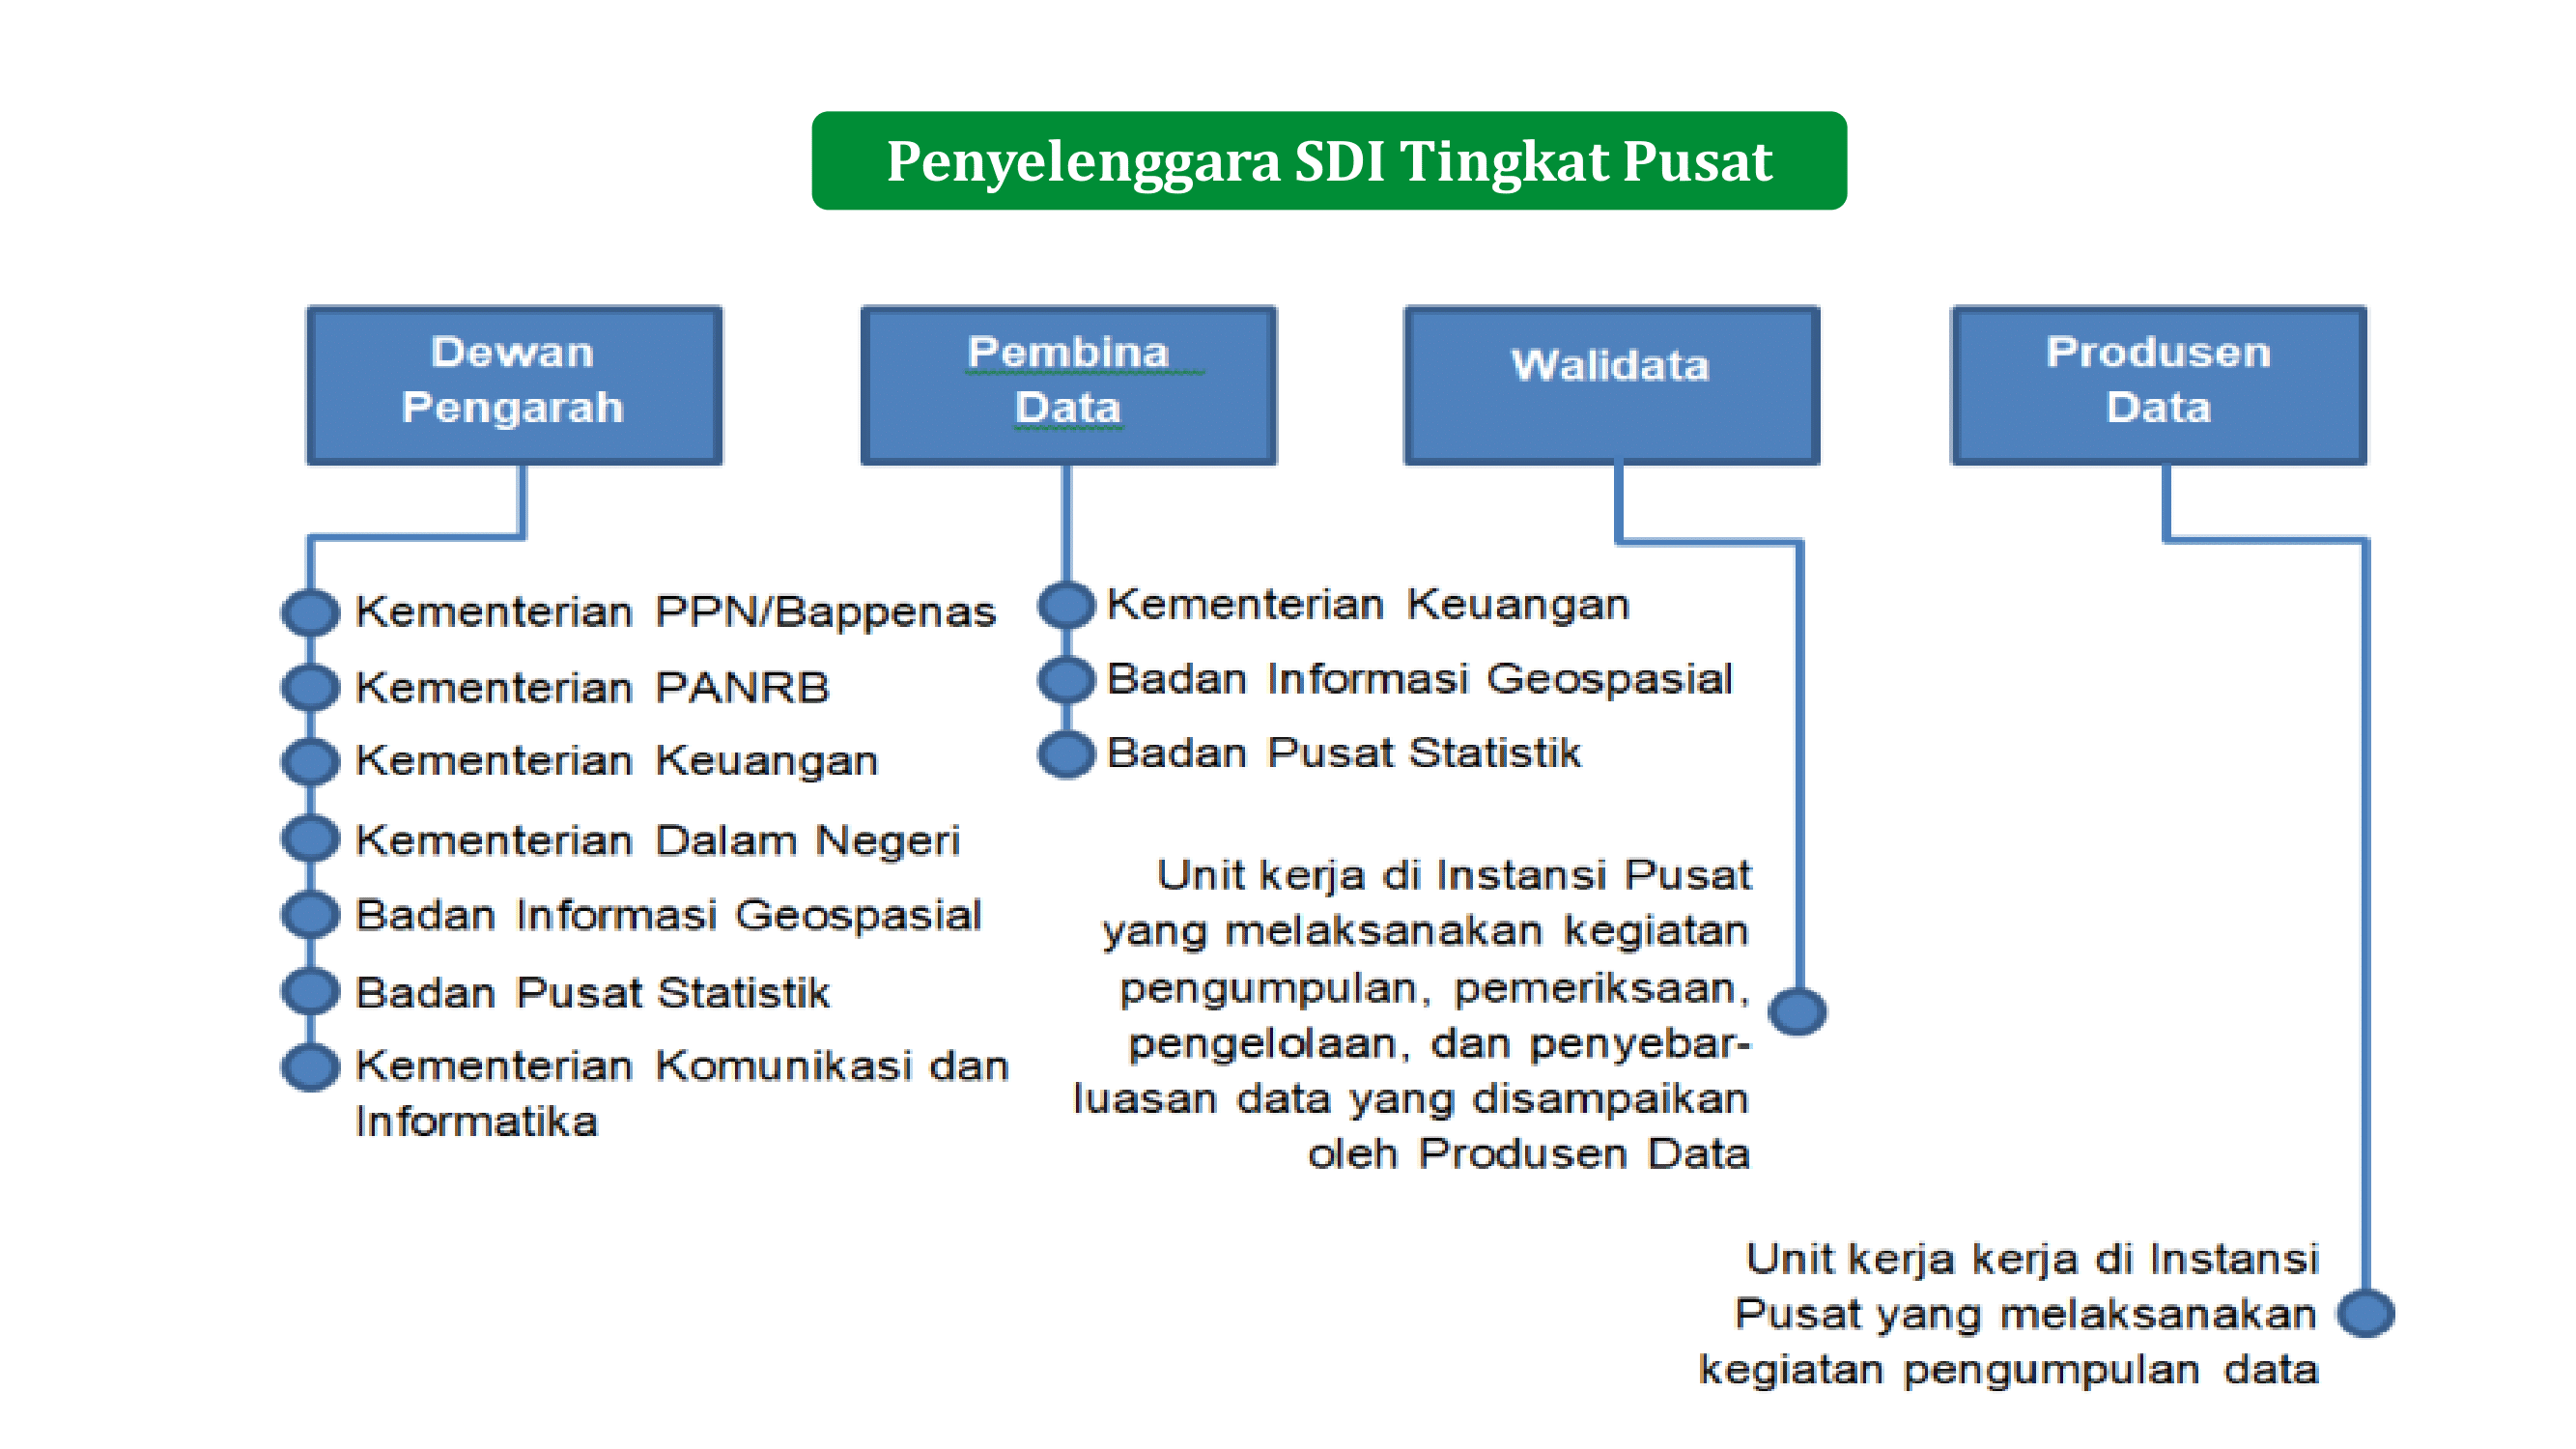 Penyelenggara SDI Tingkat Pusat
Dewan
Pengarah
Kementerian PPN/Bappenas
Kementerian PANRB
Kementerian Keuangan
Kementerian Dalam Negeri
Badan Informasi Geospasial
Badan Pusat Statistik
Kementerian Komunikasi dan
Informatika
Pembina
Data
Kementerian Keuangan
Badan Informasi Geospasial
Badan Pusat Statistik
Walidata
Unit kerja di Instansi Pusat
yang melaksanakan kegiatan
pengumpulan, pemeriksaan,
pengelolaan, dan penyebar-
luasan data yang disampaikan
oleh Produsen Data
Produsen
Data
Unit kerja kerja di Instansi
Pusat yang melaksanakan
kegiatan pengumpulan data